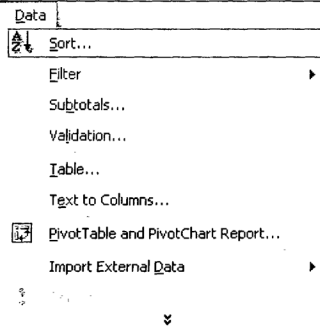 Data
Sort...
Filter
Subtotals...
Validation...
Table...
Text to Columns...
PivotTable and PivotChart Report...
Import External Data